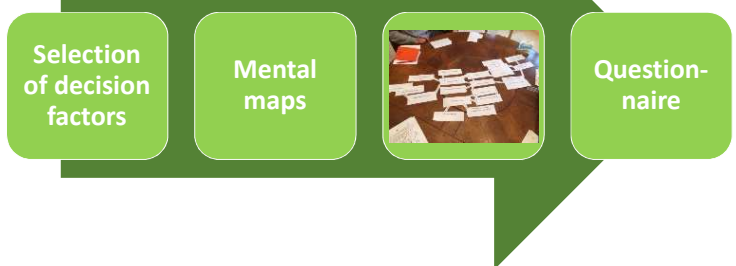 Selection
of decision
factors
Mental
maps
Question-
naire